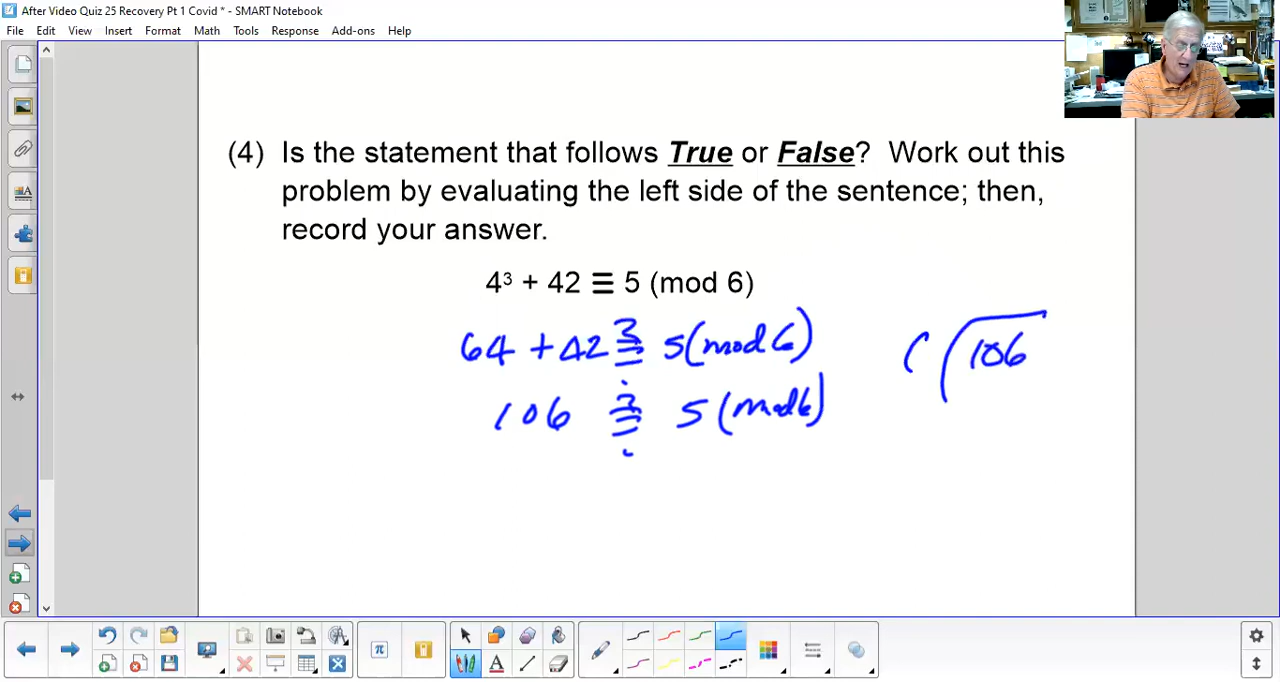 After Video Quiz 25 Recovery Pt 1 Covid * - SMART Notebook
File Edit View Insert Format Math Tools Response Add-ons Help
(4) Is the statement that follows True or False? Work out this
problem by evaluating the left side of the sentence; then,
record your answer.
4³ + 42 ≡ 5 (mod 6)
64 + 42 ≟ 5 (mod 6)
106
106 ≟ 5 (mod 6)